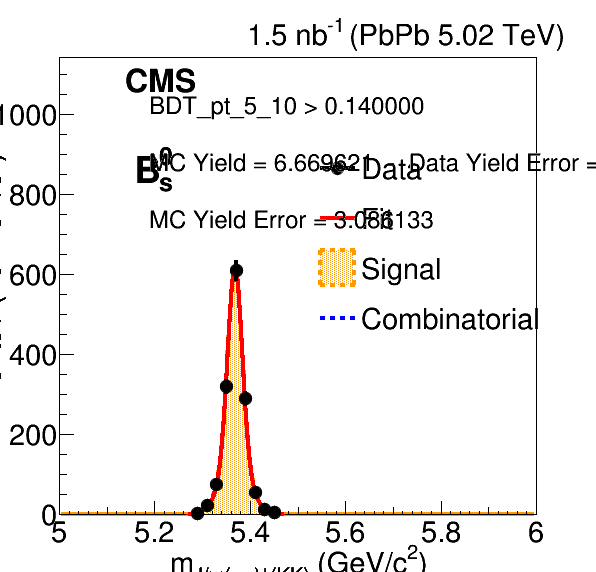 1.5 nb-1 (PbPb 5.02 TeV)
CMS
BDT_pt_5_10 > 0.140000
B0s
MC Yield = 6.669621 Data Yield Error =
Data
MC Yield Error = 3.086133
Fit
Signal
Combinatorial
1000
800
600
400
200
0
5 5.2 5.4 5.6 5.8 6
(GeV/c2)